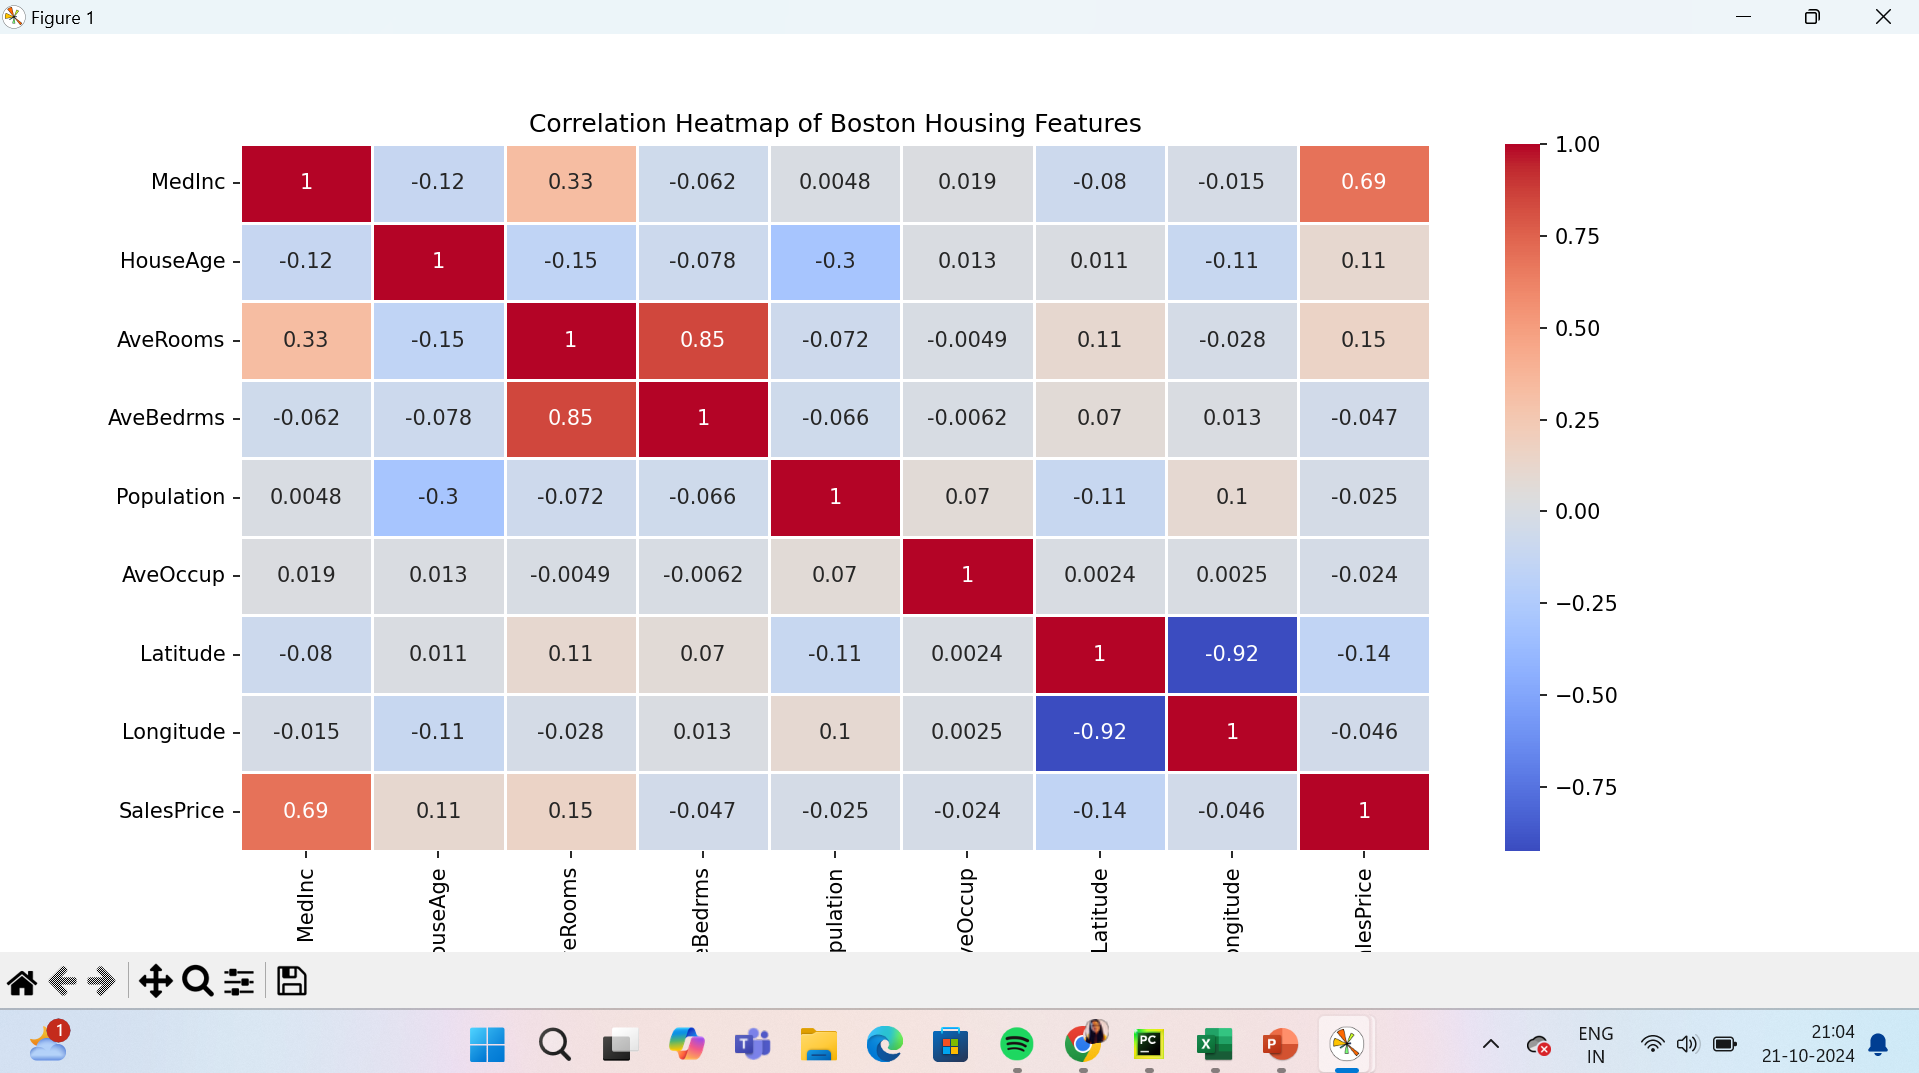 Figure 1
Correlation Heatmap of Boston Housing Features
MedInc 1 -0.12 0.33 -0.062 0.0048 0.019 -0.08 -0.015 0.69
HouseAge -0.12 1 -0.15 -0.078 -0.3 0.013 0.011 -0.11 0.11
AveRooms 0.33 -0.15 1 0.85 -0.072 -0.0049 0.11 -0.028 0.15
AveBedrms -0.062 -0.078 0.85 1 -0.066 -0.0062 0.07 0.013 -0.047
Population 0.0048 -0.3 -0.072 -0.066 1 0.07 -0.11 0.1 -0.025
AveOccup 0.019 0.013 -0.0049 -0.0062 0.07 1 0.0024 0.0025 -0.024
Latitude -0.08 0.011 0.11 0.07 -0.11 0.0024 1 -0.92 -0.14
Longitude -0.015 -0.11 -0.028 0.013 0.1 0.0025 -0.92 1 -0.046
SalesPrice 0.69 0.11 0.15 -0.047 -0.025 -0.024 -0.14 -0.046 1
MedInc ouseAge eRooms eBedrms pulation veOccup Latitude ongitude lesPrice
1.00
0.75
0.50
0.25
0.00
−0.25
−0.50
−0.75
1
T
PC
X
P
ENG
IN
21:04
21-10-2024